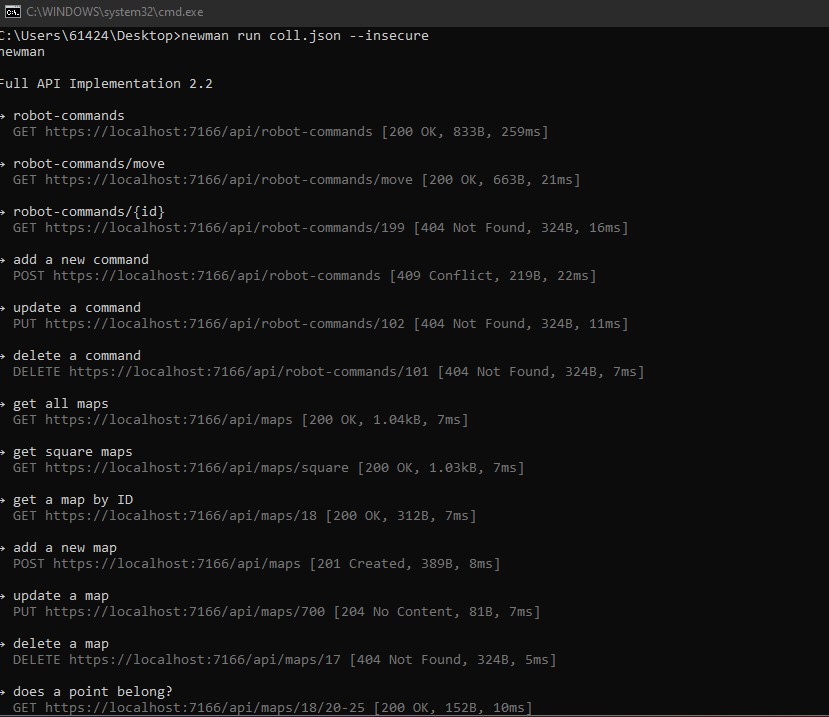 C:\WINDOWS\system32\cmd.exe
C:\Users\61424\Desktop>newman run coll.json --insecure
newman
Full API Implementation 2.2
→ robot-commands
GET https://localhost:7166/api/robot-commands [200 OK, 833B, 259ms]
→ robot-commands/move
GET https://localhost:7166/api/robot-commands/move [200 OK, 663B, 21ms]
→ robot-commands/{id}
GET https://localhost:7166/api/robot-commands/199 [404 Not Found, 324B, 16ms]
→ add a new command
POST https://localhost:7166/api/robot-commands [409 Conflict, 219B, 22ms]
→ update a command
PUT https://localhost:7166/api/robot-commands/102 [404 Not Found, 324B, 11ms]
→ delete a command
DELETE https://localhost:7166/api/robot-commands/101 [404 Not Found, 324B, 7ms]
→ get all maps
GET https://localhost:7166/api/maps [200 OK, 1.04kB, 7ms]
→ get square maps
GET https://localhost:7166/api/maps/square [200 OK, 1.03kB, 7ms]
→ get a map by ID
GET https://localhost:7166/api/maps/18 [200 OK, 312B, 7ms]
→ add a new map
POST https://localhost:7166/api/maps [201 Created, 389B, 8ms]
→ update a map
PUT https://localhost:7166/api/maps/700 [204 No Content, 81B, 7ms]
→ delete a map
DELETE https://localhost:7166/api/maps/17 [404 Not Found, 324B, 5ms]
→ does a point belong?
GET https://localhost:7166/api/maps/18/20-25 [200 OK, 152B, 10ms]